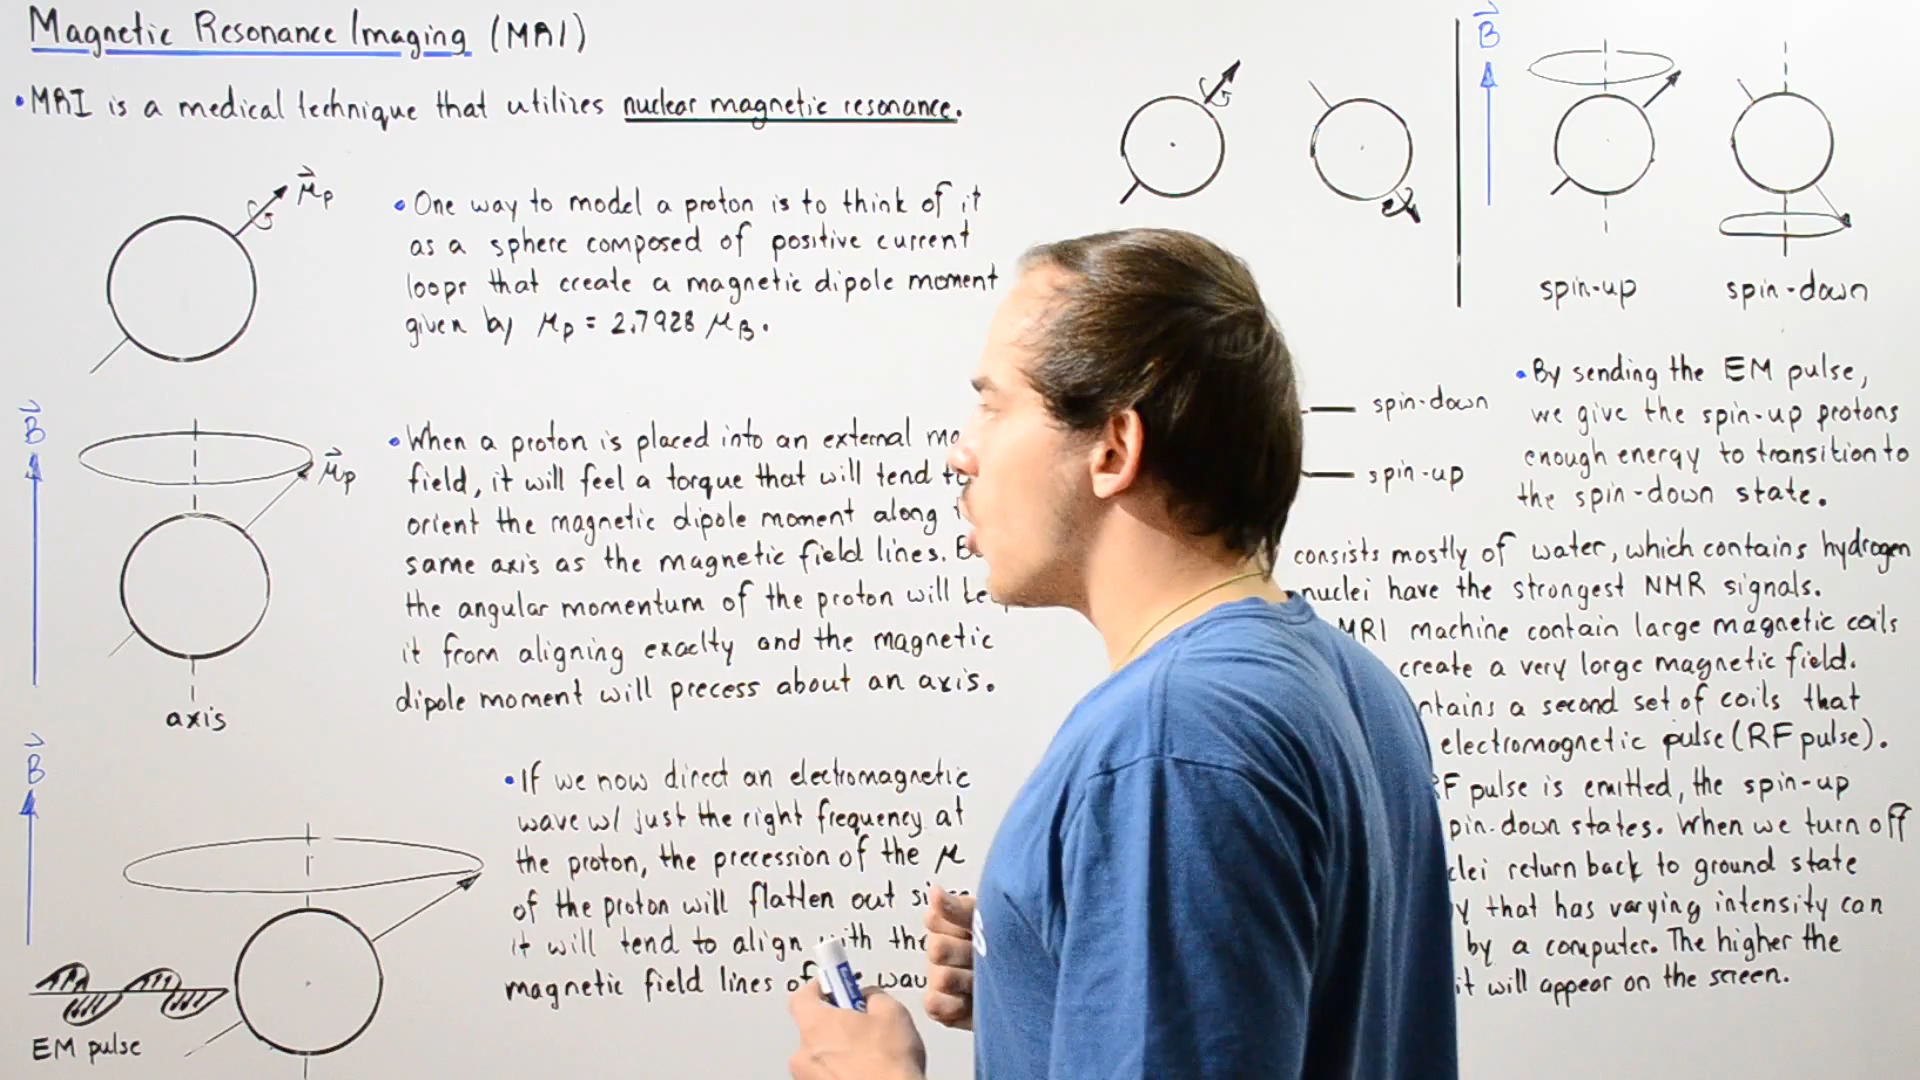 Magnetic Resonance Imaging (MRI)
• MRI is a medical technique that utilizes nuclear magnetic resonance.
μp
• One way to model a proton is to think of it
as a sphere composed of positive current
loops that create a magnetic dipole moment
given by μp = 2.7928 μB.
B
μp
axis
• When a proton is placed into an external
field, it will feel a torque that will tend
orient the magnetic dipole moment along
same axis as the magnetic field lines.
the angular momentum of the proton will
it from aligning exaclty and the magnetic
dipole moment will precess about an axis.
B
EM pulse
• If we now direct an electromagnetic
wave w/ just the right frequency at
the proton, the precession of the μ
of the proton will flatten out
it will tend to align with the
magnetic field lines of
B
spin-up
spin-down
spin-down
spin-up
• By sending the EM pulse,
we give the spin-up protons
enough energy to transition to
the spin-down state.
consists mostly of water, which contains hydrogen
nuclei have the strongest NMR signals.
MRI machine contain large magnetic coils
create a very large magnetic field.
a second set of coils that
electromagnetic pulse (RF pulse).
pulse is emitted, the spin-up
down states. When we turn off
return back to ground state
that has varying intensity can
by a computer. The higher the
it will appear on the screen.